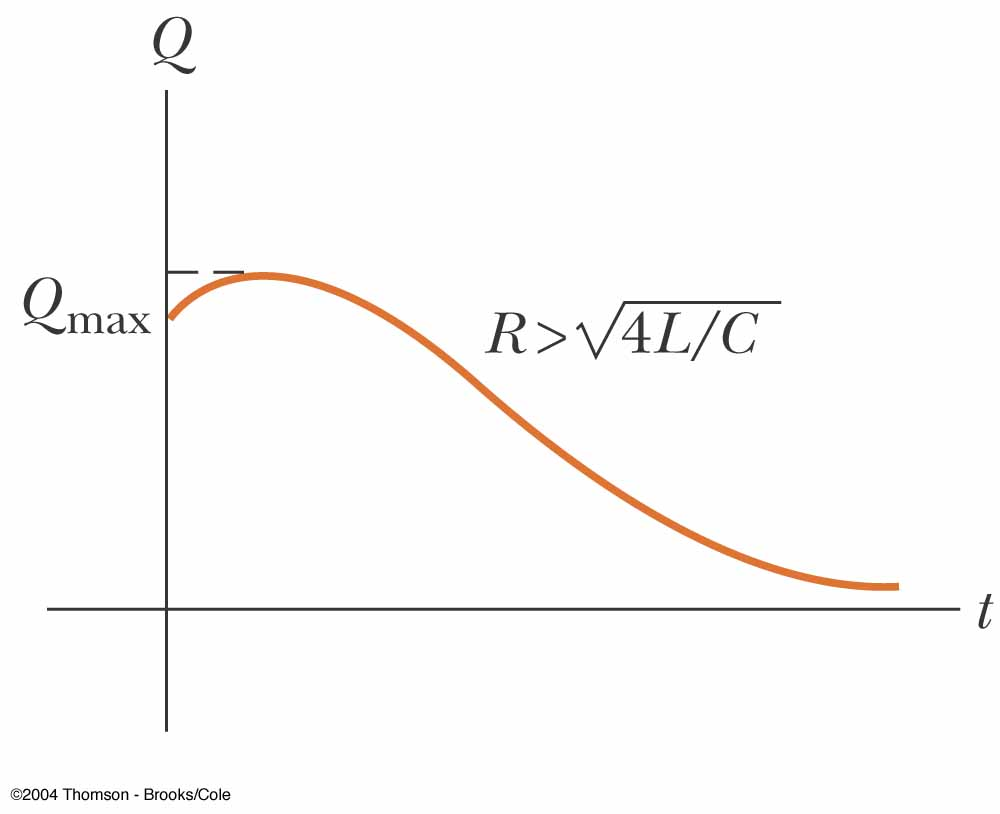 Q
Qmax
R>√4L/C
t
©2004 Thomson - Brooks/Cole